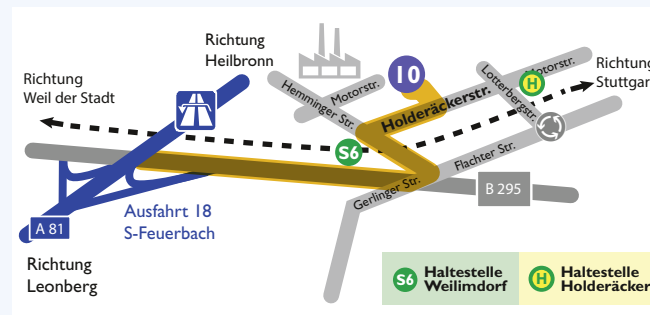 Richtung
Heilbronn
Richtung
Weil der Stadt
Hemminger Str.
Motorstr.
10
Holderäckerstr.
Motorstr.
Lotterbergstr.
H
Richtung
Stuttgar
S6
Flachter Str.
Gerlinger Str.
B 295
Ausfahrt 18
S-Feuerbach
A 81
Richtung
Leonberg
S6
Haltestelle
Weilimdorf
H
Haltestelle
Holderäcker